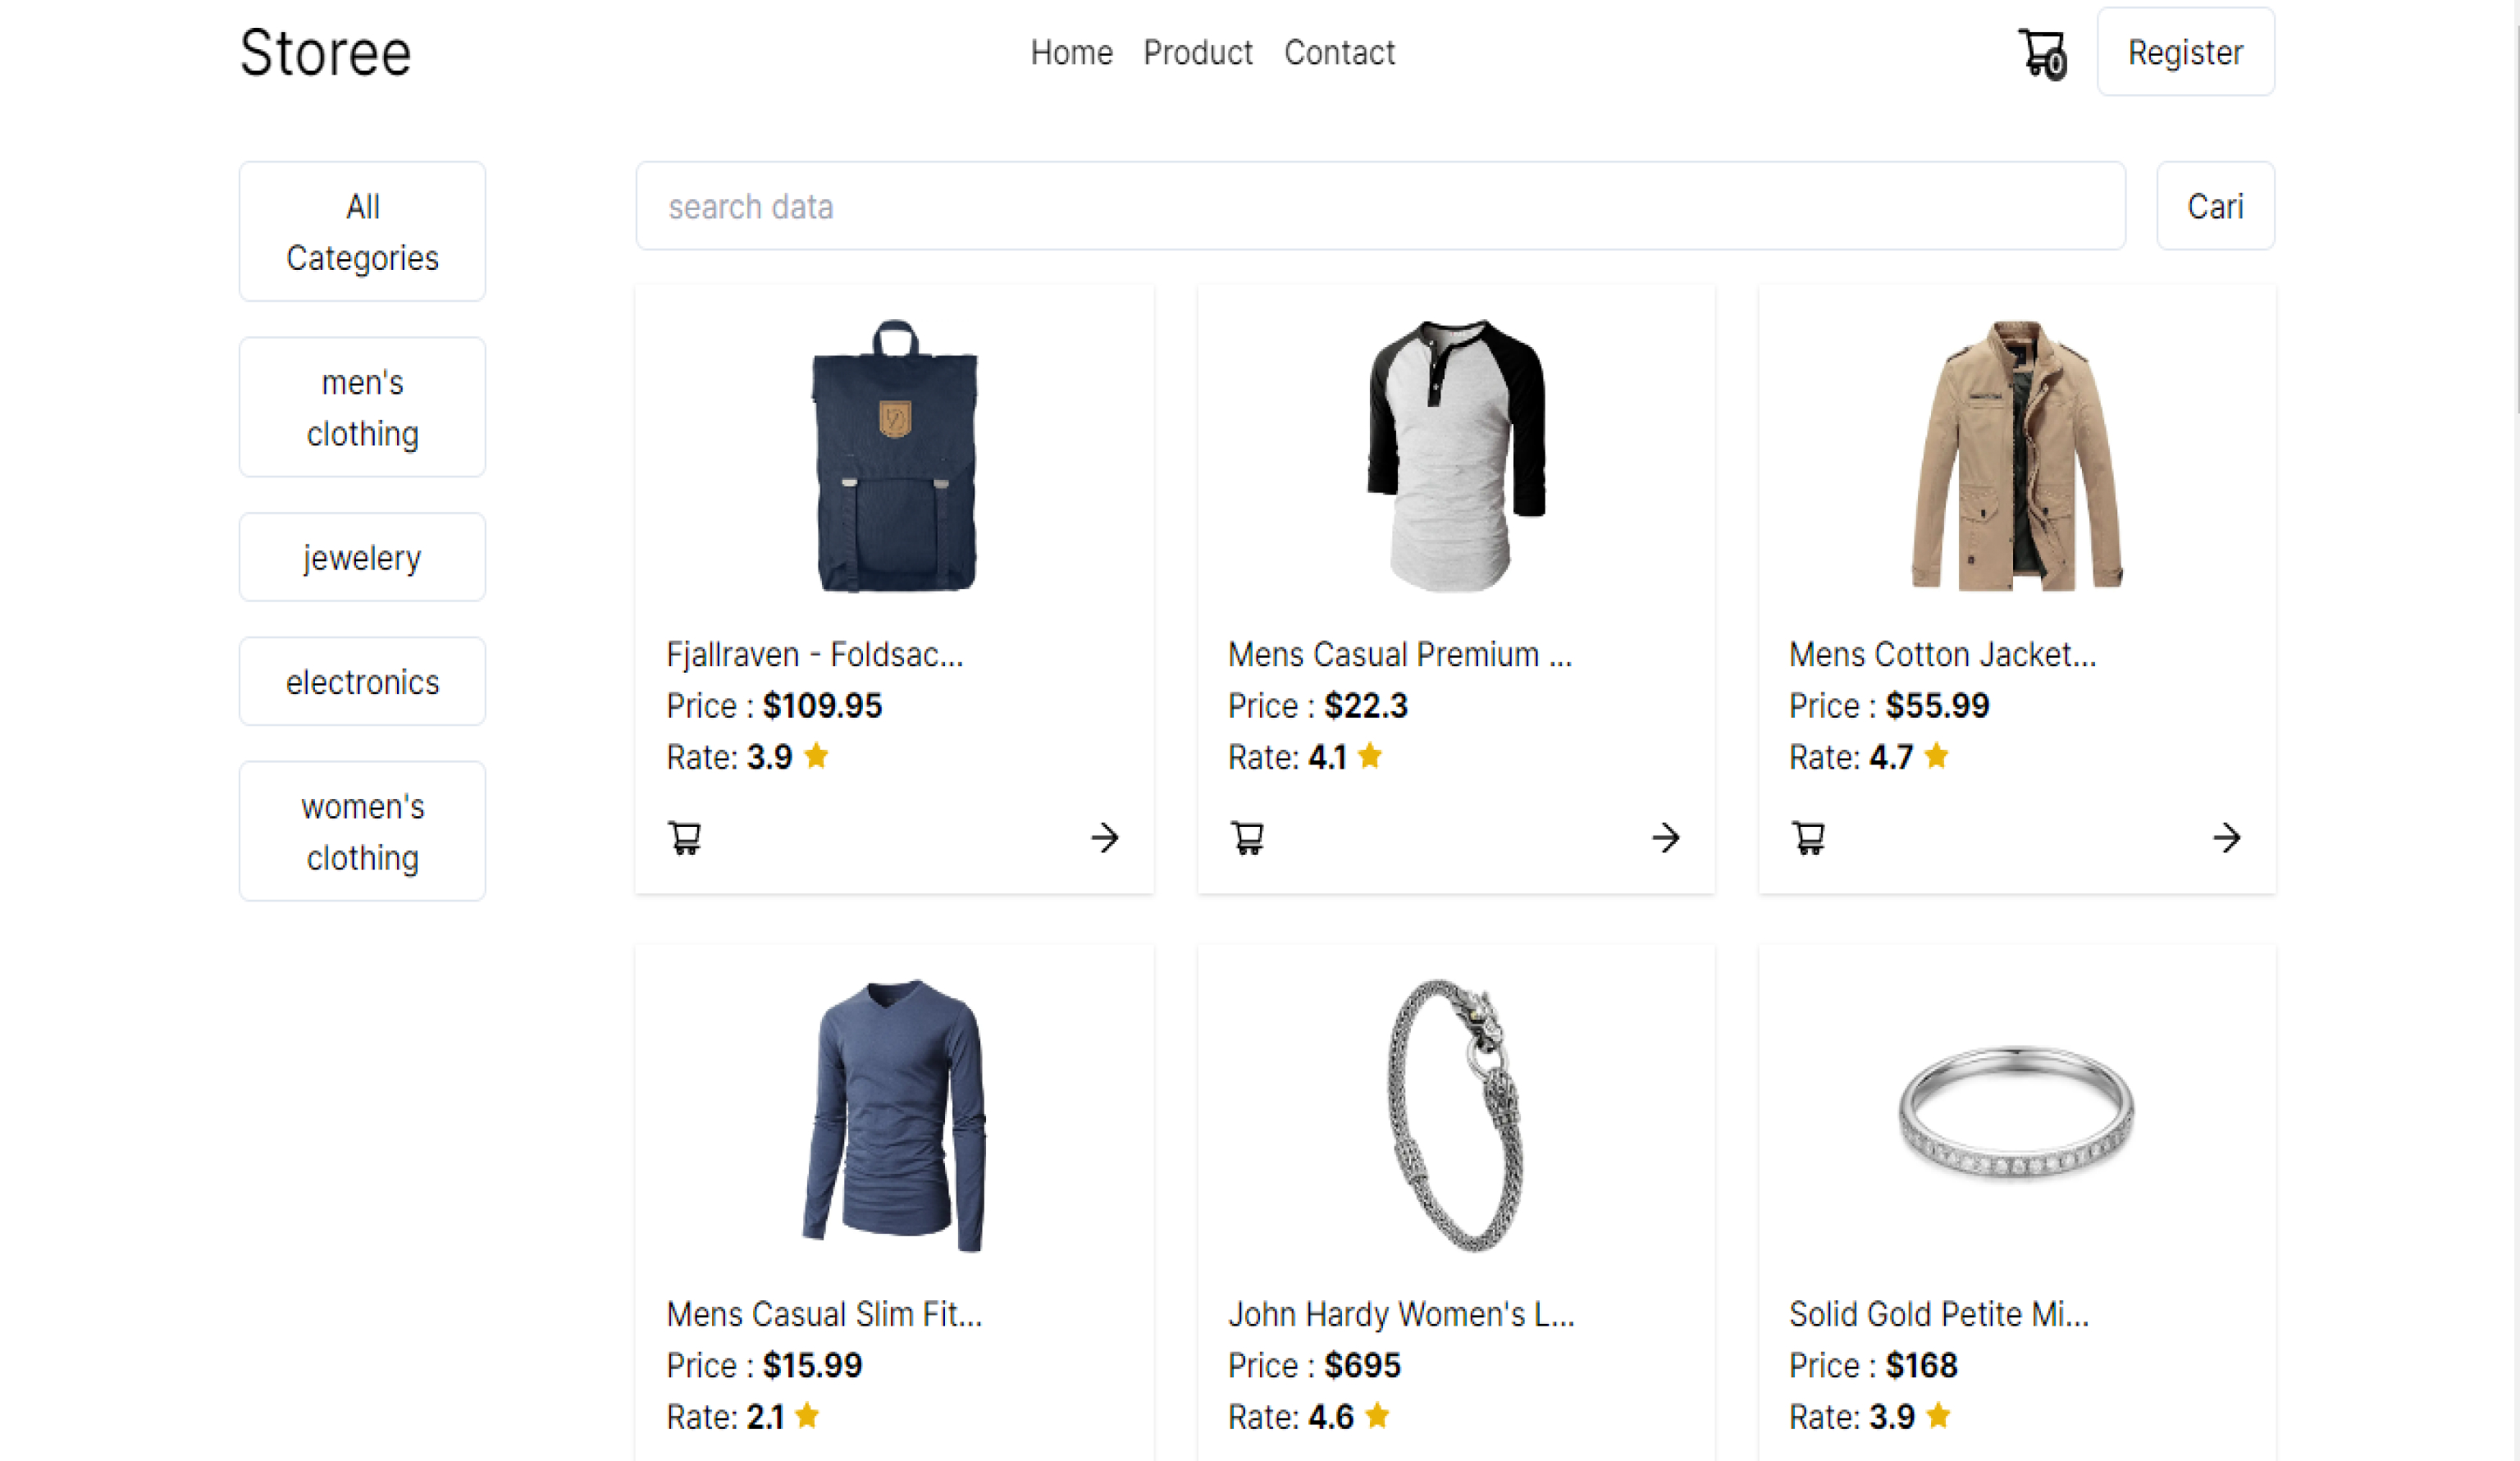 Storee
Home Product Contact
0
Register
All
Categories
men's
clothing
jewelery
electronics
women's
clothing
search data
Cari
Fjallraven - Foldsac...
Price : $109.95
Rate: 3.9
Mens Casual Premium ...
Price : $22.3
Rate: 4.1
Mens Cotton Jacket...
Price : $55.99
Rate: 4.7
Mens Casual Slim Fit...
Price : $15.99
Rate: 2.1
John Hardy Women's L...
Price : $695
Rate: 4.6
Solid Gold Petite Mi...
Price : $168
Rate: 3.9